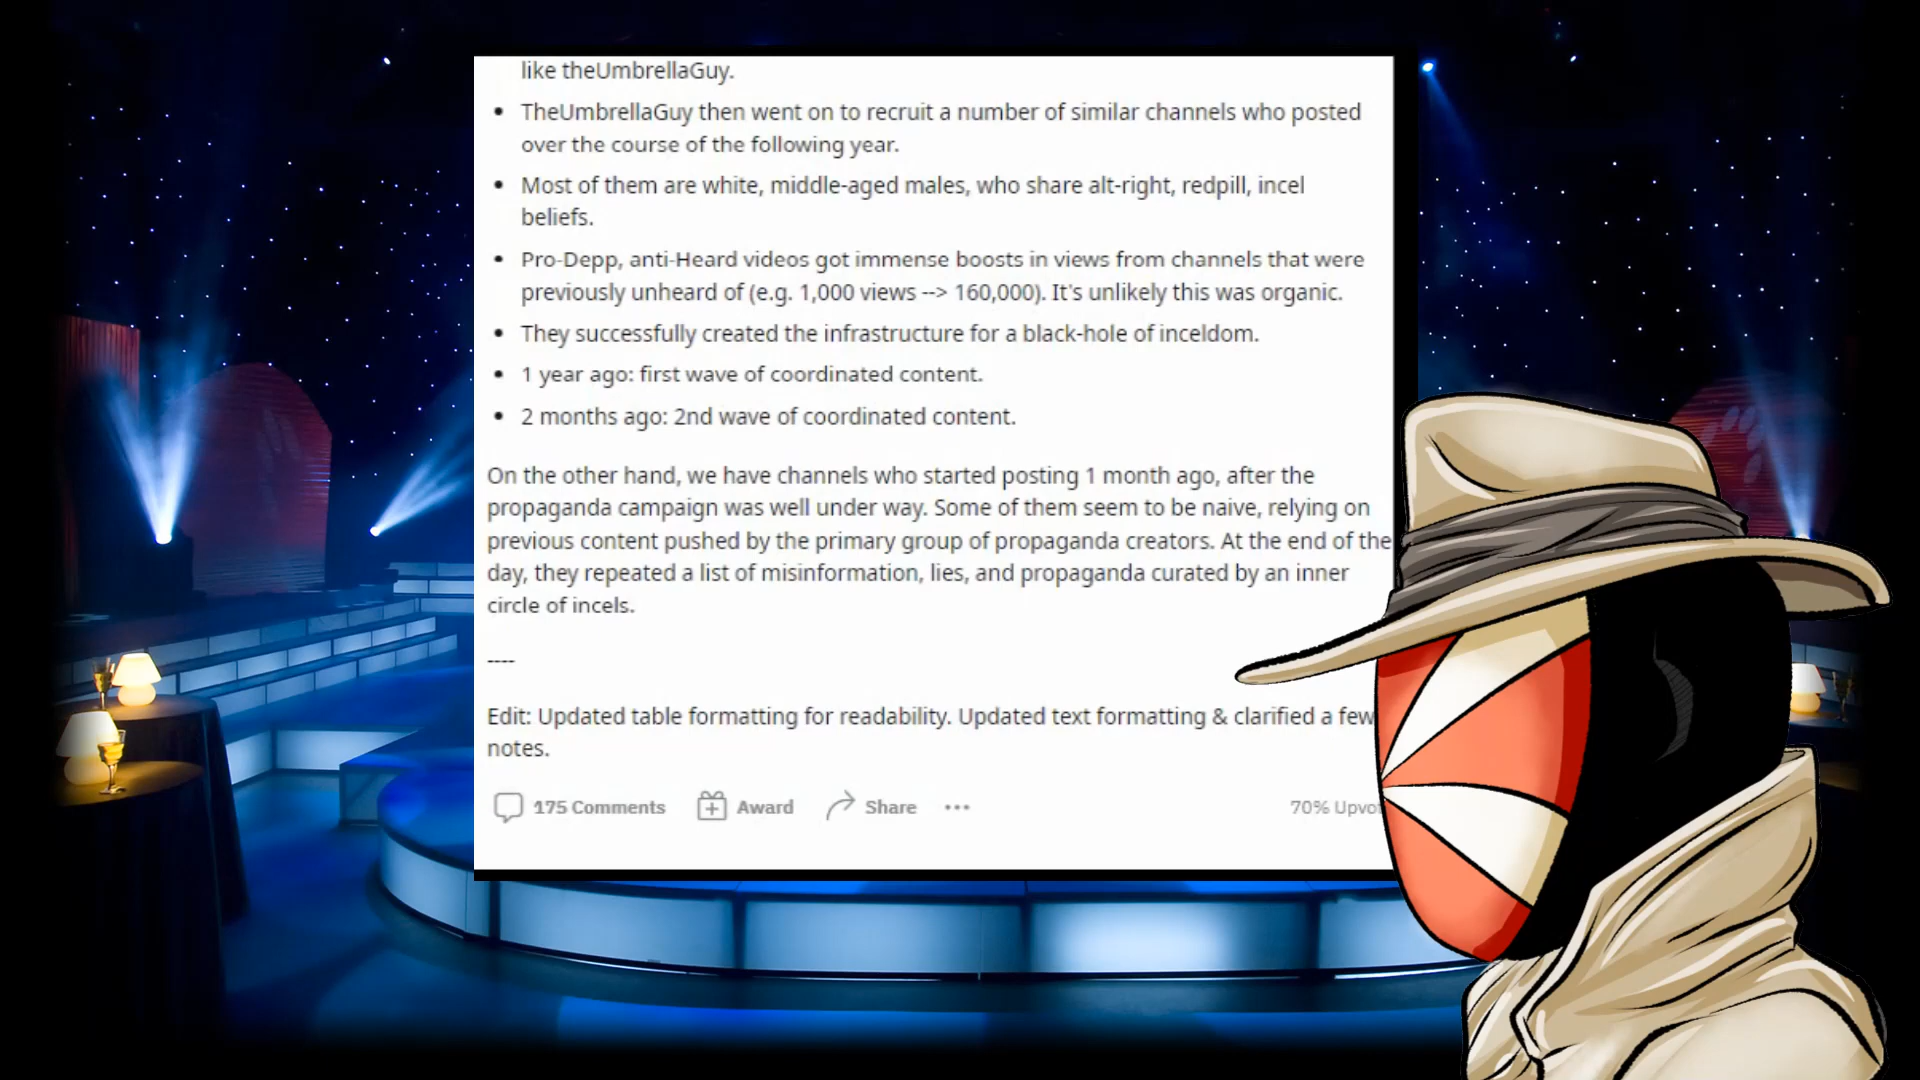 like theUmbrellaGuy.
• TheUmbrellaGuy then went on to recruit a number of similar channels who posted
over the course of the following year.
• Most of them are white, middle-aged males, who share alt-right, redpill, incel
beliefs.
• Pro-Depp, anti-Heard videos got immense boosts in views from channels that were
previously unheard of (e.g. 1,000 views --> 160,000). It's unlikely this was organic.
• They successfully created the infrastructure for a black-hole of inceldom.
• 1 year ago: first wave of coordinated content.
• 2 months ago: 2nd wave of coordinated content.
On the other hand, we have channels who started posting 1 month ago, after the
propaganda campaign was well under way. Some of them seem to be naive, relying on
previous content pushed by the primary group of propaganda creators. At the end of the
day, they repeated a list of misinformation, lies, and propaganda curated by an inner
circle of incels.
----
Edit: Updated table formatting for readability. Updated text formatting & clarified a few
notes.
175 Comments Award Share ••• 70% Upvo